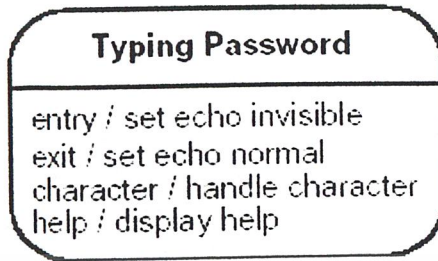 Typing Password
entry / set echo invisible
exit / set echo normal
character / handle character
help / display help